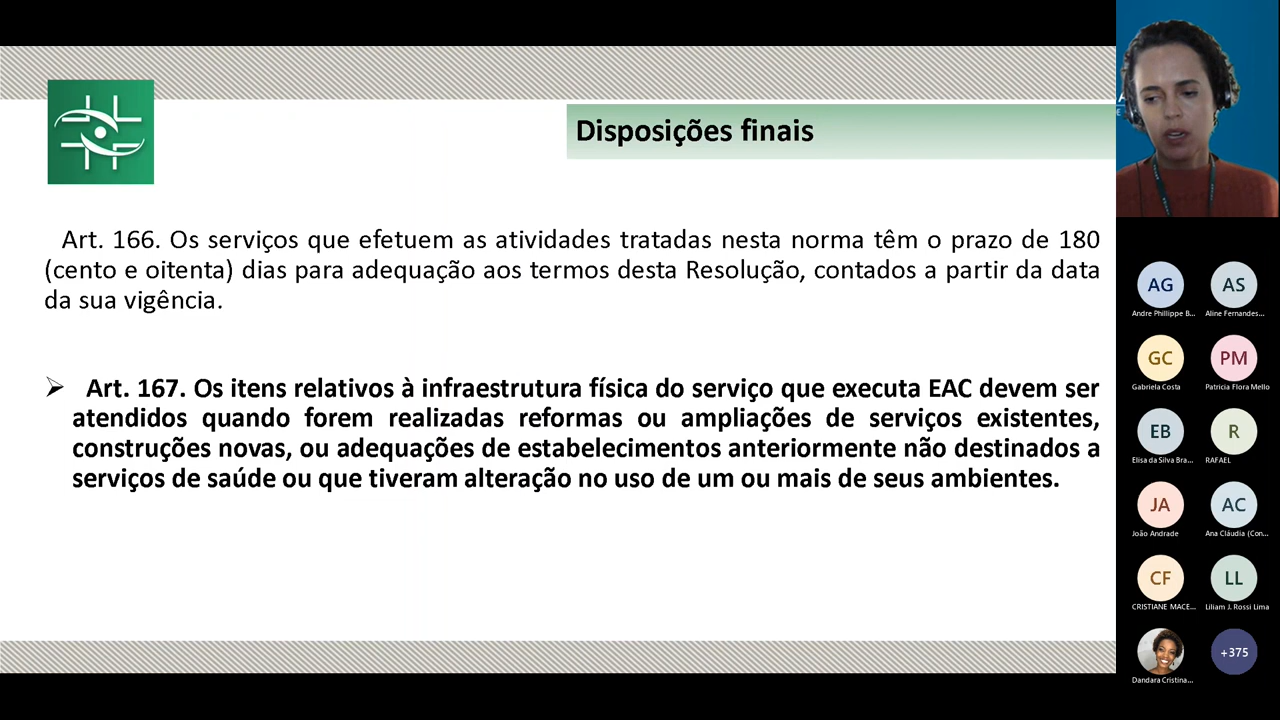 Disposições finais
Art. 166. Os serviços que efetuem as atividades tratadas nesta norma têm o prazo de 180
(cento e oitenta) dias para adequação aos termos desta Resolução, contados a partir da data
da sua vigência.
➢ Art. 167. Os itens relativos à infraestrutura física do serviço que executa EAC devem ser
atendidos quando forem realizadas reformas ou ampliações de serviços existentes,
construções novas, ou adequações de estabelecimentos anteriormente não destinados a
serviços de saúde ou que tiveram alteração no uso de um ou mais de seus ambientes.
AG AS
Andre Phillippe B... Aline Fernandes...
GC PM
Gabriela Costa Patricia Flora Mello
EB R
Elisa da Silva Bra... RAFAEL
JA AC
João Andrade Ana Cláudia (Con...
CF LL
CRISTIANE MACE... Liliam J. Rossi Lima
+375
Dandara Cristina...